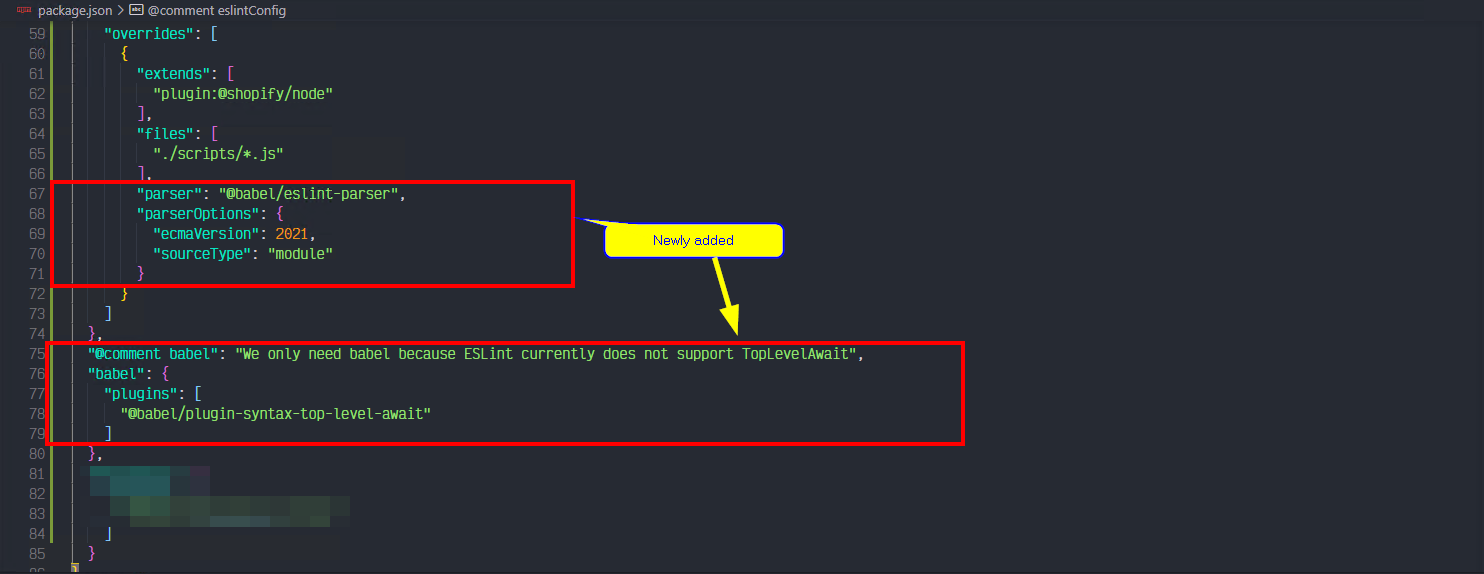 package.json > @comment eslintConfig
59 "overrides": [
60 {
61 "extends": [
62 "plugin:@shopify/node"
63 ],
64 "files": [
65 "./scripts/*.js"
66 ],
67 "parser": "@babel/eslint-parser",
68 "parserOptions": {
69 "ecmaVersion": 2021,
70 "sourceType": "module"
71 }
Newly added
72 }
73 ]
74 },
75 "@comment babel": "We only need babel because ESLint currently does not support TopLevelAwait",
76 "babel": {
77 "plugins": [
78 "@babel/plugin-syntax-top-level-await"
79 ]
80 },
81
82
83
84 ]
85 }
86 }